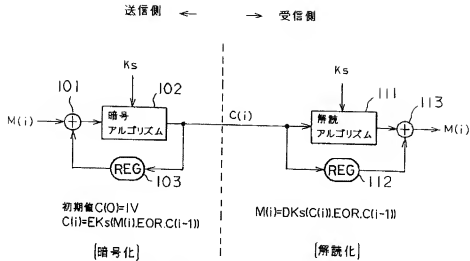 送信側 ← → 受信側
Ks
Ks
101
102
111
113
M(i)
暗号
アルゴリズム
C(i)
解読
アルゴリズム
M(i)
REG
103
REG
112
初期値C(0)=IV
C(i)=EKs(M(i).EOR.C(i-1))
M(i)=DKs(C(i)).EOR.C(i-1)
[暗号化]
[解読化]